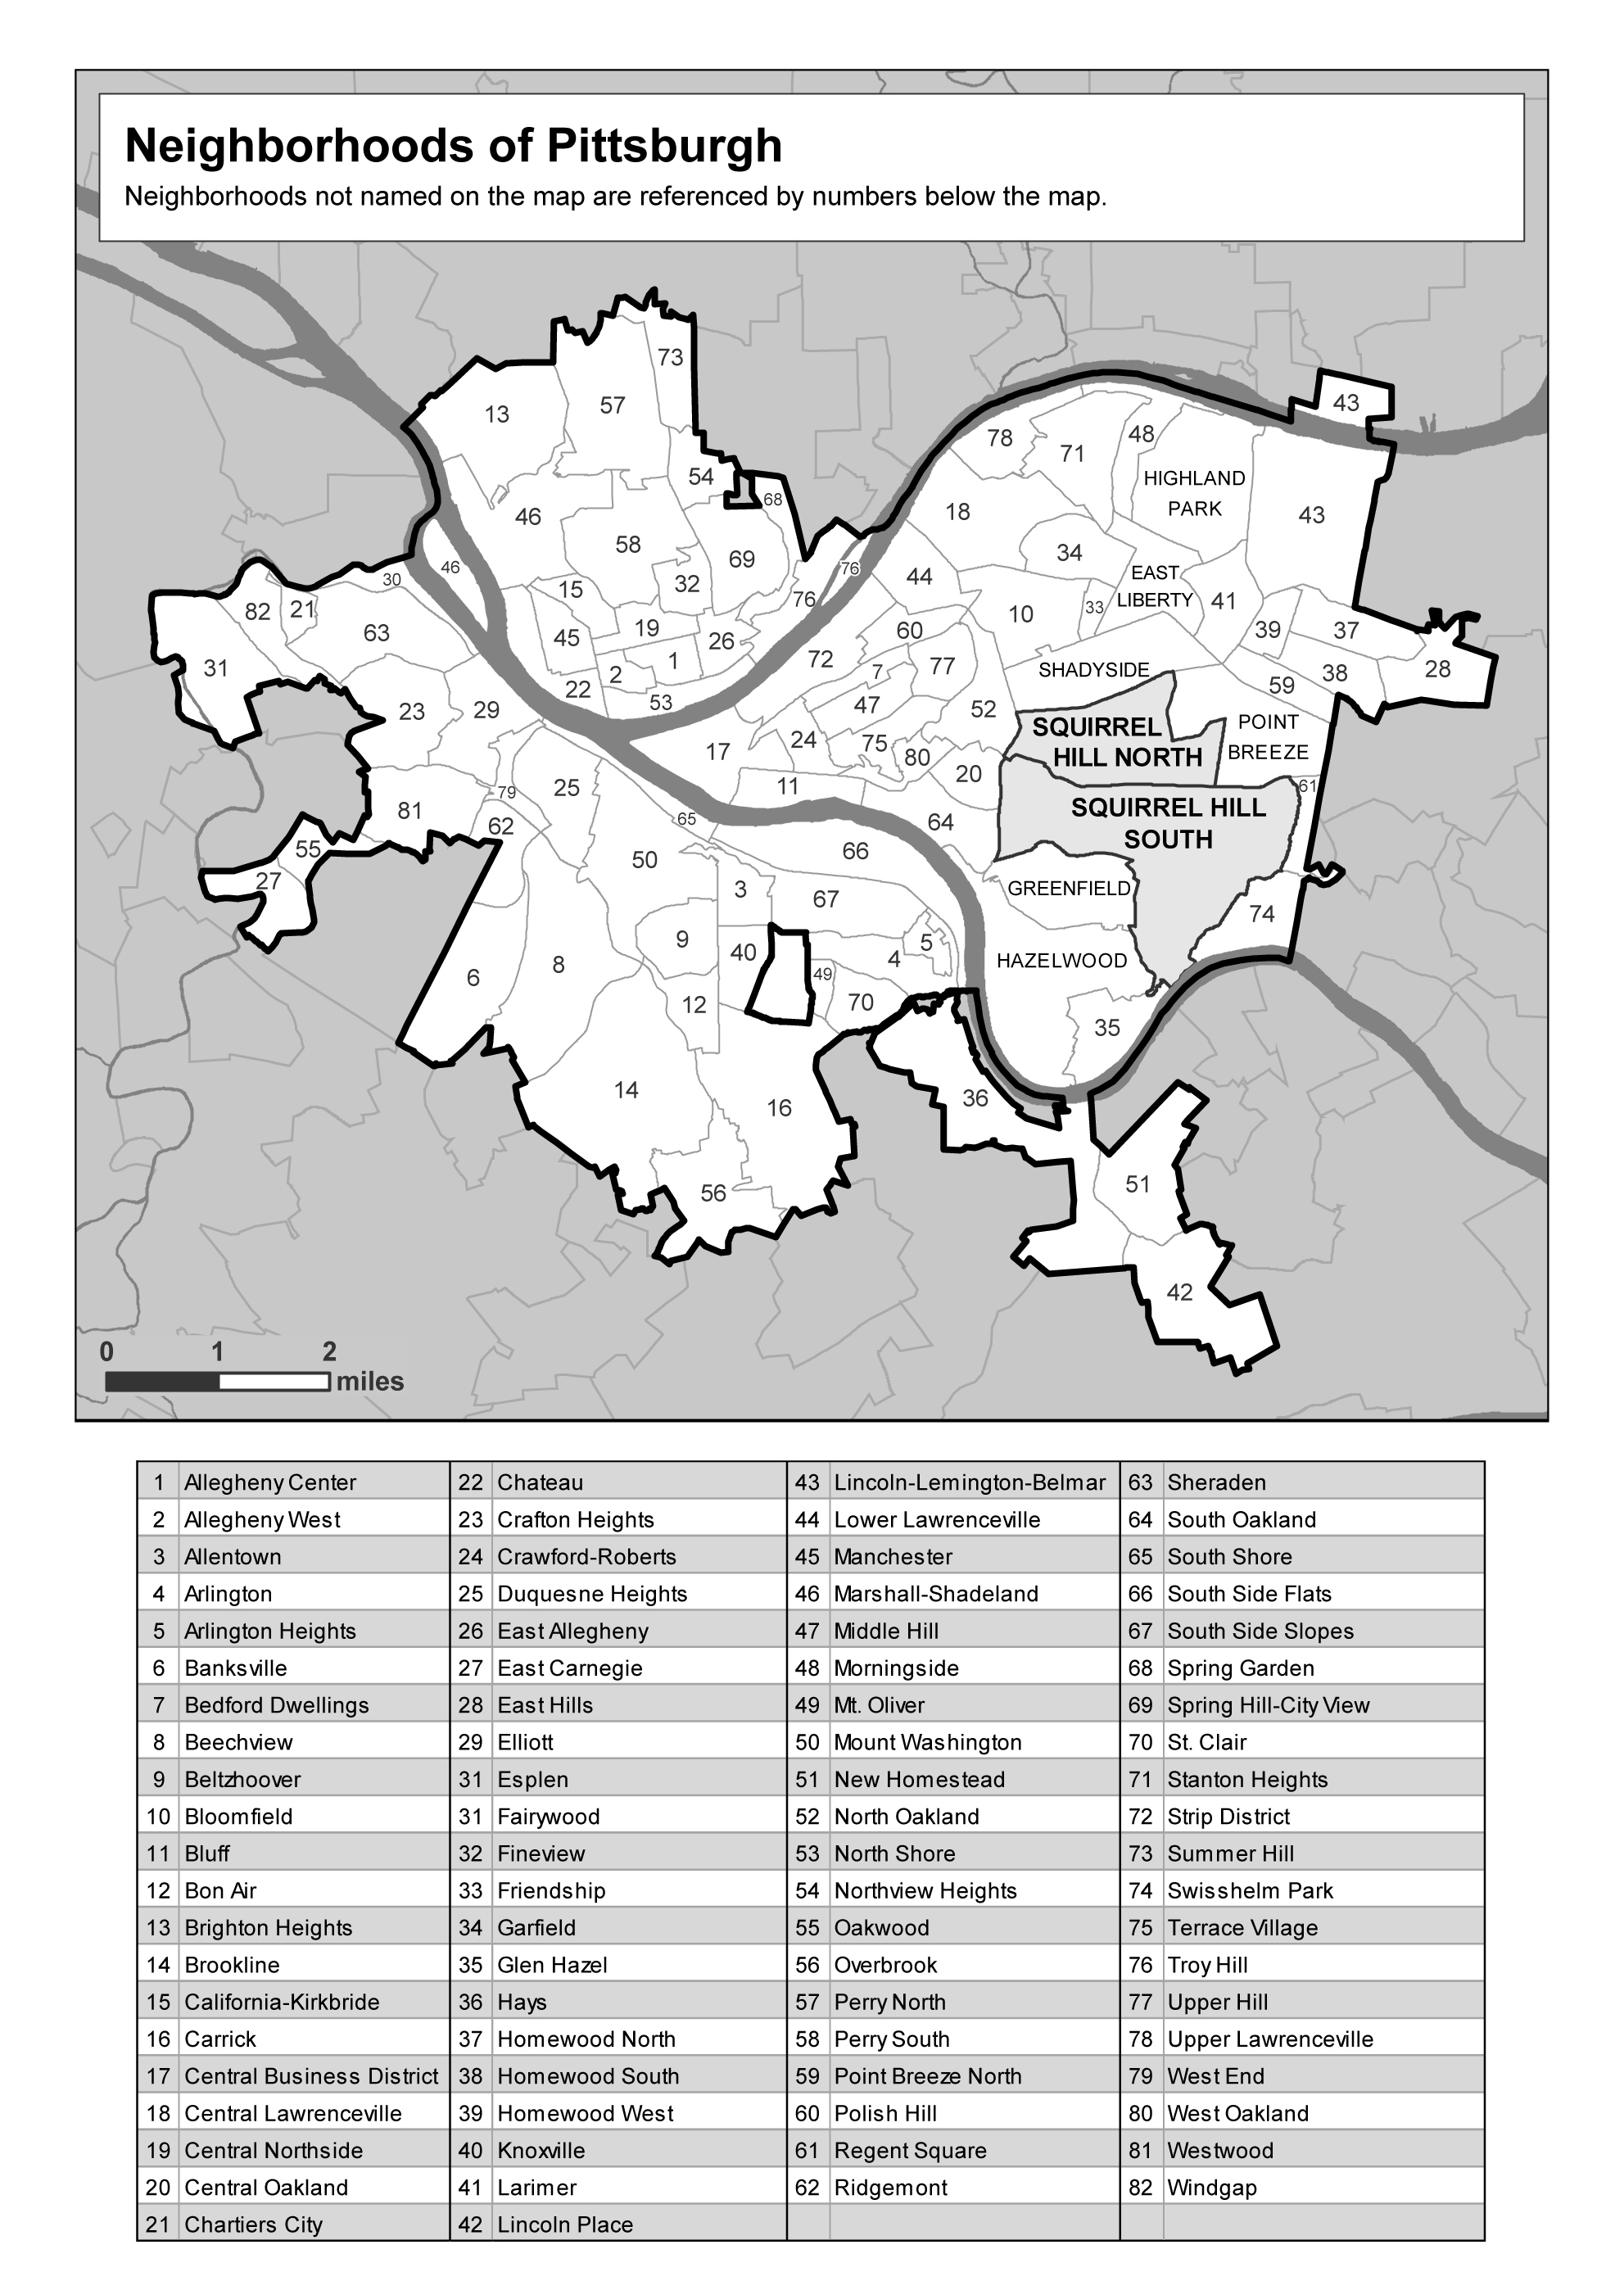 Neighborhoods of Pittsburgh
Neighborhoods not named on the map are referenced by numbers below the map.
73
43
13
57
78
48
71
54
HIGHLAND
68
PARK
46
18
43
58
34
69
46
76
30
44
EAST
32
15
LIBERTY
41
76
33
82
21
10
19
39
37
63
45
26
60
72
1
77
SHADYSIDE
31
2
7
38
28
22
59
53
47
23
29
52
SQUIRREL
POINT
24
75
17
BREEZE
HILL NORTH
80
20
11
61
25
79
SQUIRREL HILL
81
65
64
62
SOUTH
55
66
50
27
3
GREENFIELD
67
74
9
5
40
4
HAZELWOOD
8
49
6
12
70
35
14
36
16
51
56
42
0 1 2
miles
1 Allegheny Center 22 Chateau 43 Lincoln-Lemington-Belmar 63 Sheraden
2 Allegheny West 23 Crafton Heights 44 Lower Lawrenceville 64 South Oakland
3 Allentown 24 Crawford-Roberts 45 Manchester 65 South Shore
4 Arlington 25 Duquesne Heights 46 Marshall-Shadeland 66 South Side Flats
5 Arlington Heights 26 East Allegheny 47 Middle Hill 67 South Side Slopes
6 Banksville 27 East Carnegie 48 Morningside 68 Spring Garden
7 Bedford Dwellings 28 East Hills 49 Mt. Oliver 69 Spring Hill-City View
8 Beechview 29 Elliott 50 Mount Washington 70 St. Clair
9 Beltzhoover 31 Esplen 51 New Homestead 71 Stanton Heights
10 Bloomfield 31 Fairywood 52 North Oakland 72 Strip District
11 Bluff 32 Fineview 53 North Shore 73 Summer Hill
12 Bon Air 33 Friendship 54 Northview Heights 74 Swisshelm Park
13 Brighton Heights 34 Garfield 55 Oakwood 75 Terrace Village
14 Brookline 35 Glen Hazel 56 Overbrook 76 Troy Hill
15 California-Kirkbride 36 Hays 57 Perry North 77 Upper Hill
16 Carrick 37 Homewood North 58 Perry South 78 Upper Lawrenceville
17 Central Business District 38 Homewood South 59 Point Breeze North 79 West End
18 Central Lawrenceville 39 Homewood West 60 Polish Hill 80 West Oakland
19 Central Northside 40 Knoxville 61 Regent Square 81 Westwood
20 Central Oakland 41 Larimer 62 Ridgemont 82 Windgap
21 Chartiers City 42 Lincoln Place